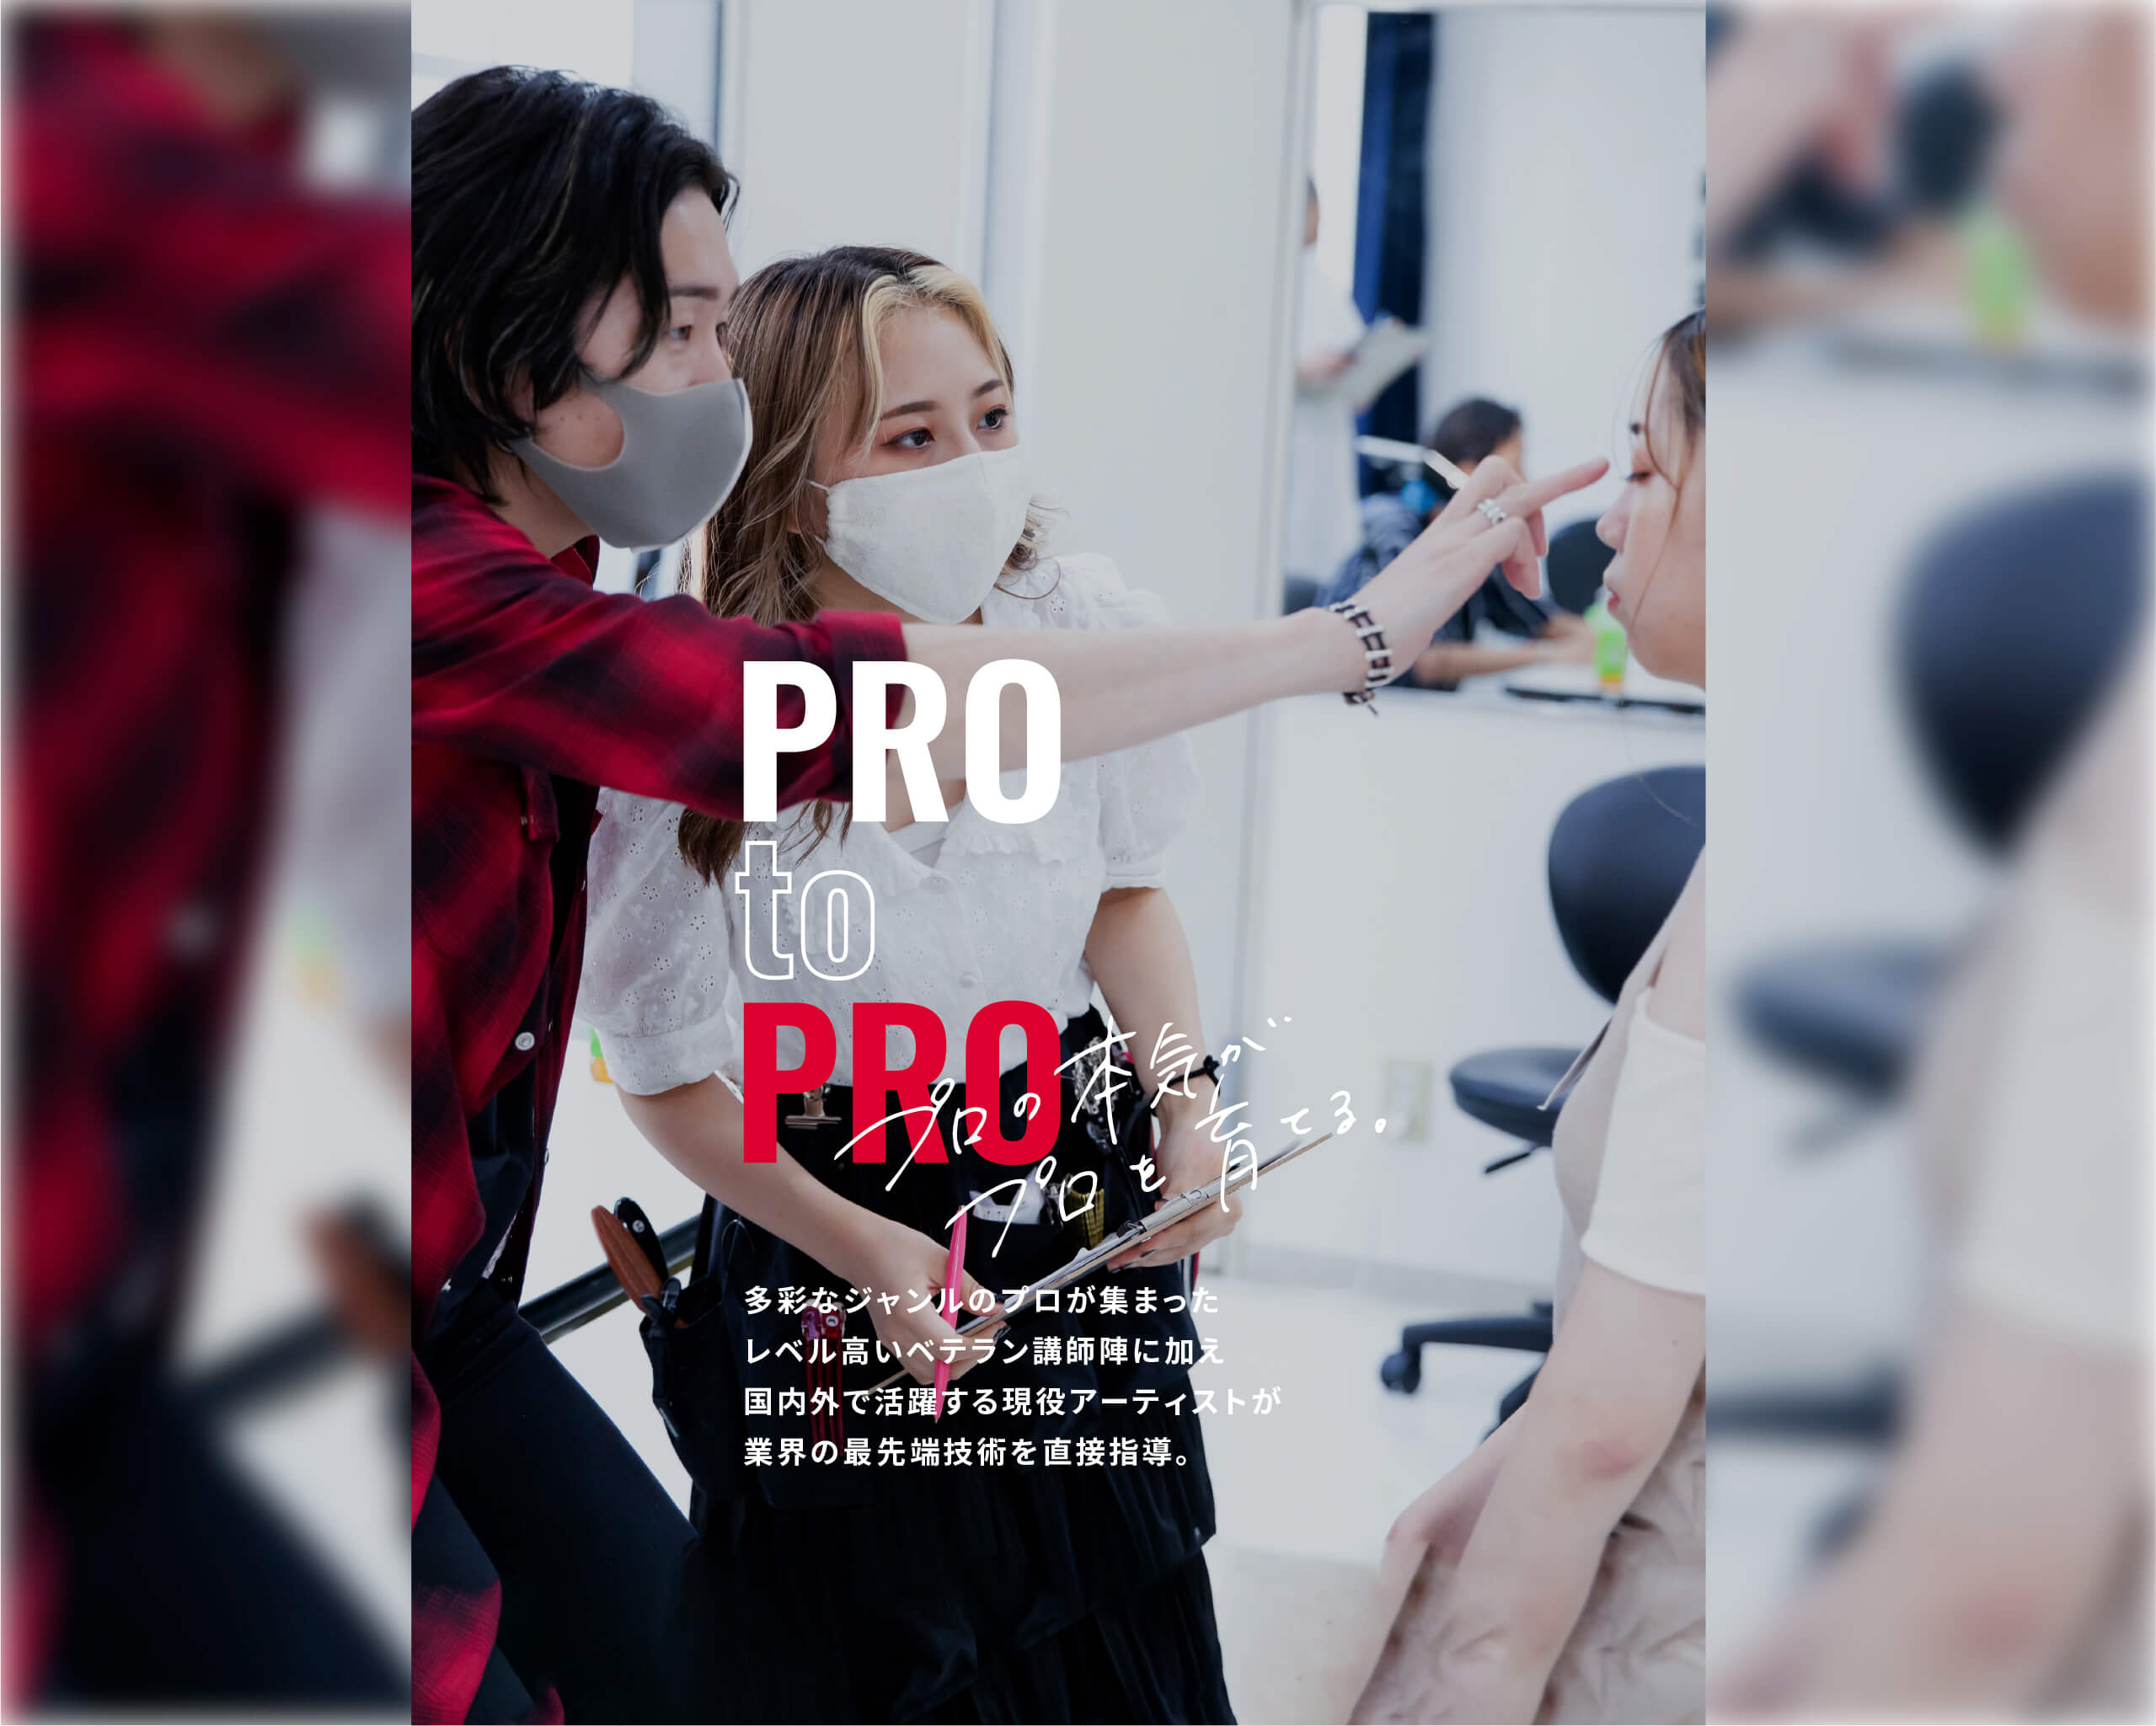 PRO
to
PRO
プロの本気が
プロを育てる。
多彩なジャンルのプロが集まった
レベル高いベテラン講師陣に加え
国内外で活躍する現役アーティストが
業界の最先端技術を直接指導。